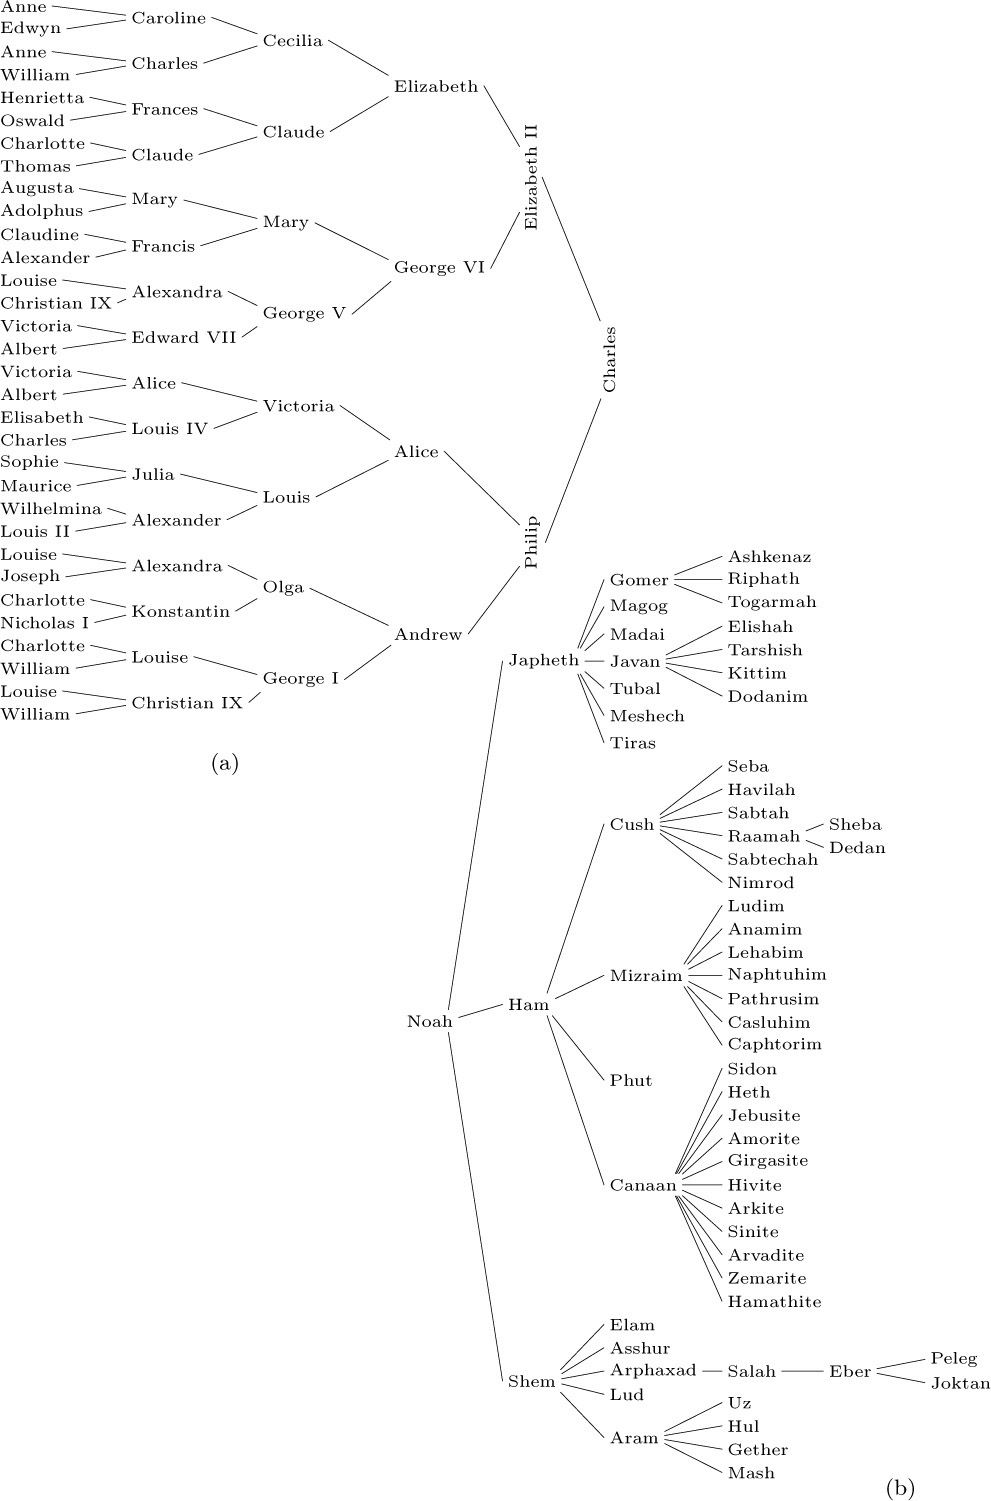 Anne
Edwyn
Caroline
Anne
William
Charles
Cecilia
Henrietta
Oswald
Frances
Charlotte
Thomas
Claude
Claude
Elizabeth
Augusta
Adolphus
Mary
Claudine
Alexander
Francis
Mary
Louise
Christian IX
Alexandra
Victoria
Albert
Edward VII
George V
George VI
Elizabeth II
Victoria
Albert
Alice
Elisabeth
Charles
Louis IV
Victoria
Sophie
Maurice
Julia
Wilhelmina
Louis II
Alexander
Louis
Alice
Louise
Joseph
Alexandra
Charlotte
Nicholas I
Konstantin
Olga
Charlotte
William
Louise
Louise
William
Christian IX
George I
Andrew
Philip
Charles
(a)
Noah
Japheth
Gomer
Ashkenaz
Riphath
Togarmah
Magog
Madai
Javan
Elishah
Tarshish
Kittim
Dodanim
Tubal
Meshech
Tiras
Ham
Cush
Seba
Havilah
Sabtah
Raamah
Sheba
Dedan
Sabtechah
Nimrod
Mizraim
Ludim
Anamim
Lehabim
Naphtuhim
Pathrusim
Casluhim
Caphtorim
Phut
Canaan
Sidon
Heth
Jebusite
Amorite
Girgasite
Hivite
Arkite
Sinite
Arvadite
Zemarite
Hamathite
Shem
Elam
Asshur
Arphaxad
Salah
Eber
Peleg
Joktan
Lud
Aram
Uz
Hul
Gether
Mash
(b)